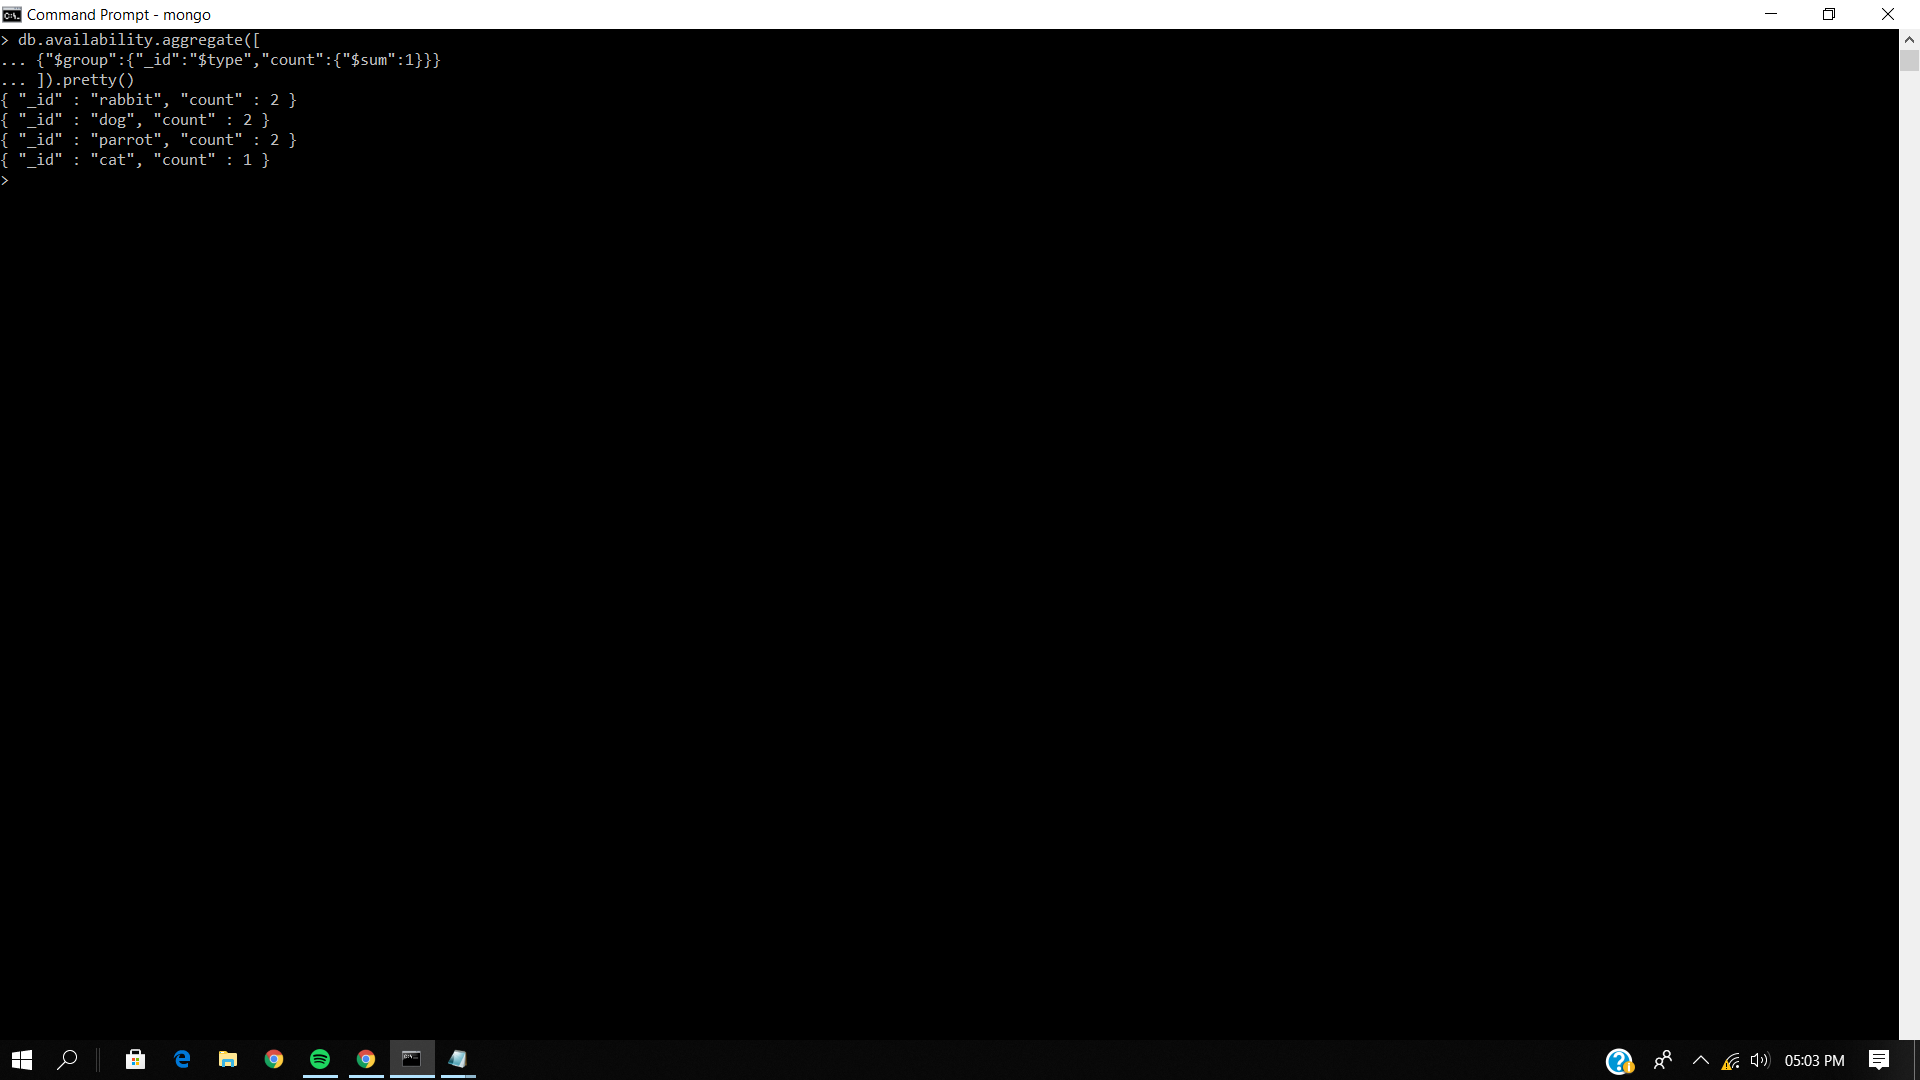 Command Prompt - mongo
> db.availability.aggregate([
... {"$group":{"_id":"$type","count":{"$sum":1}}}
... ]).pretty()
{ "_id" : "rabbit", "count" : 2 }
{ "_id" : "dog", "count" : 2 }
{ "_id" : "parrot", "count" : 2 }
{ "_id" : "cat", "count" : 1 }
>
05:03 PM